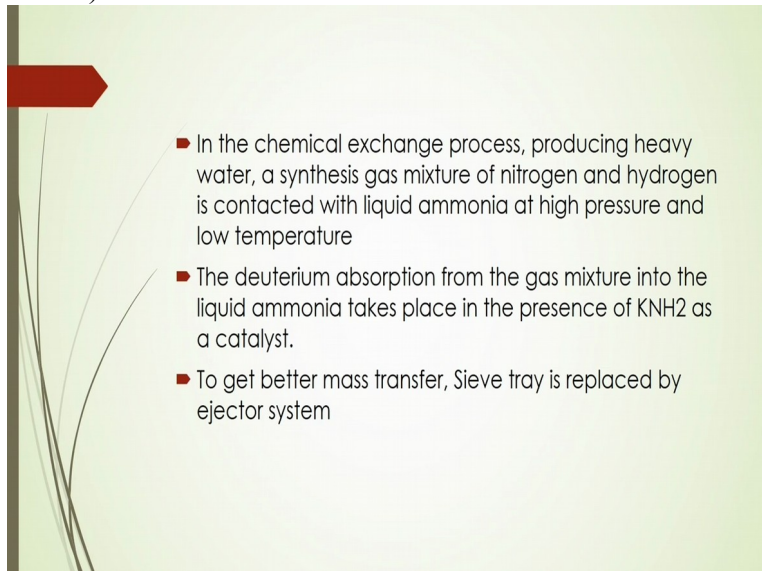 In the chemical exchange process, producing heavy
water, a synthesis gas mixture of nitrogen and hydrogen
is contacted with liquid ammonia at high pressure and
low temperature
The deuterium absorption from the gas mixture into the
liquid ammonia takes place in the presence of KNH2 as
a catalyst.
To get better mass transfer, Sieve tray is replaced by
ejector system